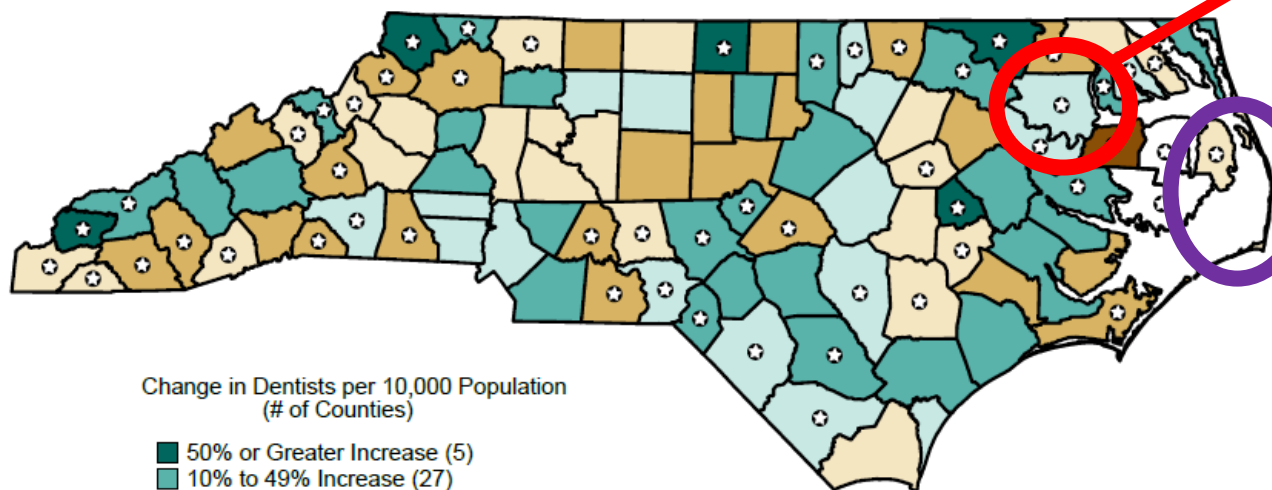 Change in Dentists per 10,000 Population
(# of Counties)
50% or Greater Increase (5)
10% to 49% Increase (27)